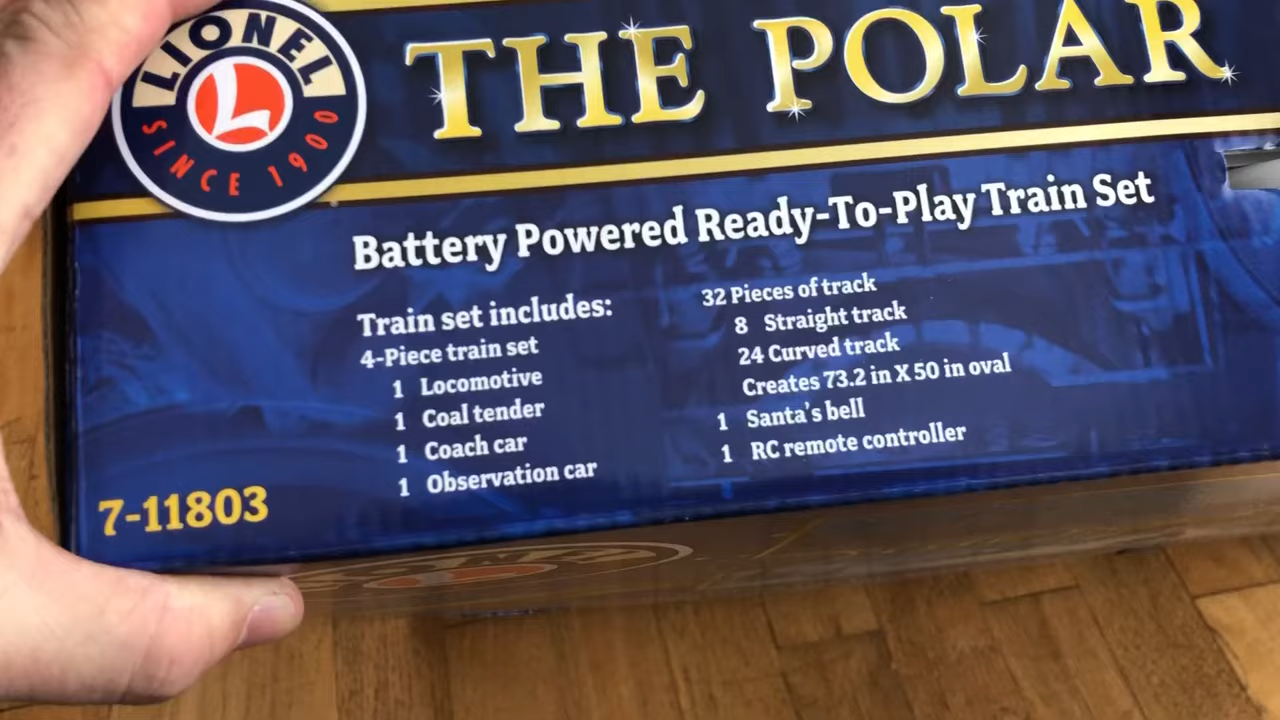 LIONEL
L
SINCE 1900
THE POLAR
Battery Powered Ready-To-Play Train Set
Train set includes:
4-Piece train set
1 Locomotive
1 Coal tender
1 Coach car
1 Observation car
32 Pieces of track
8 Straight track
24 Curved track
Creates 73.2 in X 50 in oval
1 Santa's bell
1 RC remote controller
7-11803